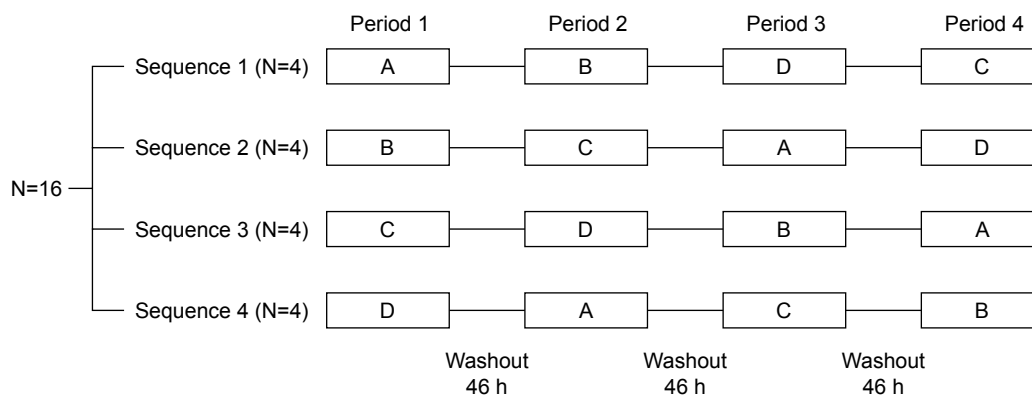 Period 1 Period 2 Period 3 Period 4
Sequence 1 (N=4) A B D C
Sequence 2 (N=4) B C A D
N=16
Sequence 3 (N=4) C D B A
Sequence 4 (N=4) D A C B
Washout Washout Washout
46 h 46 h 46 h